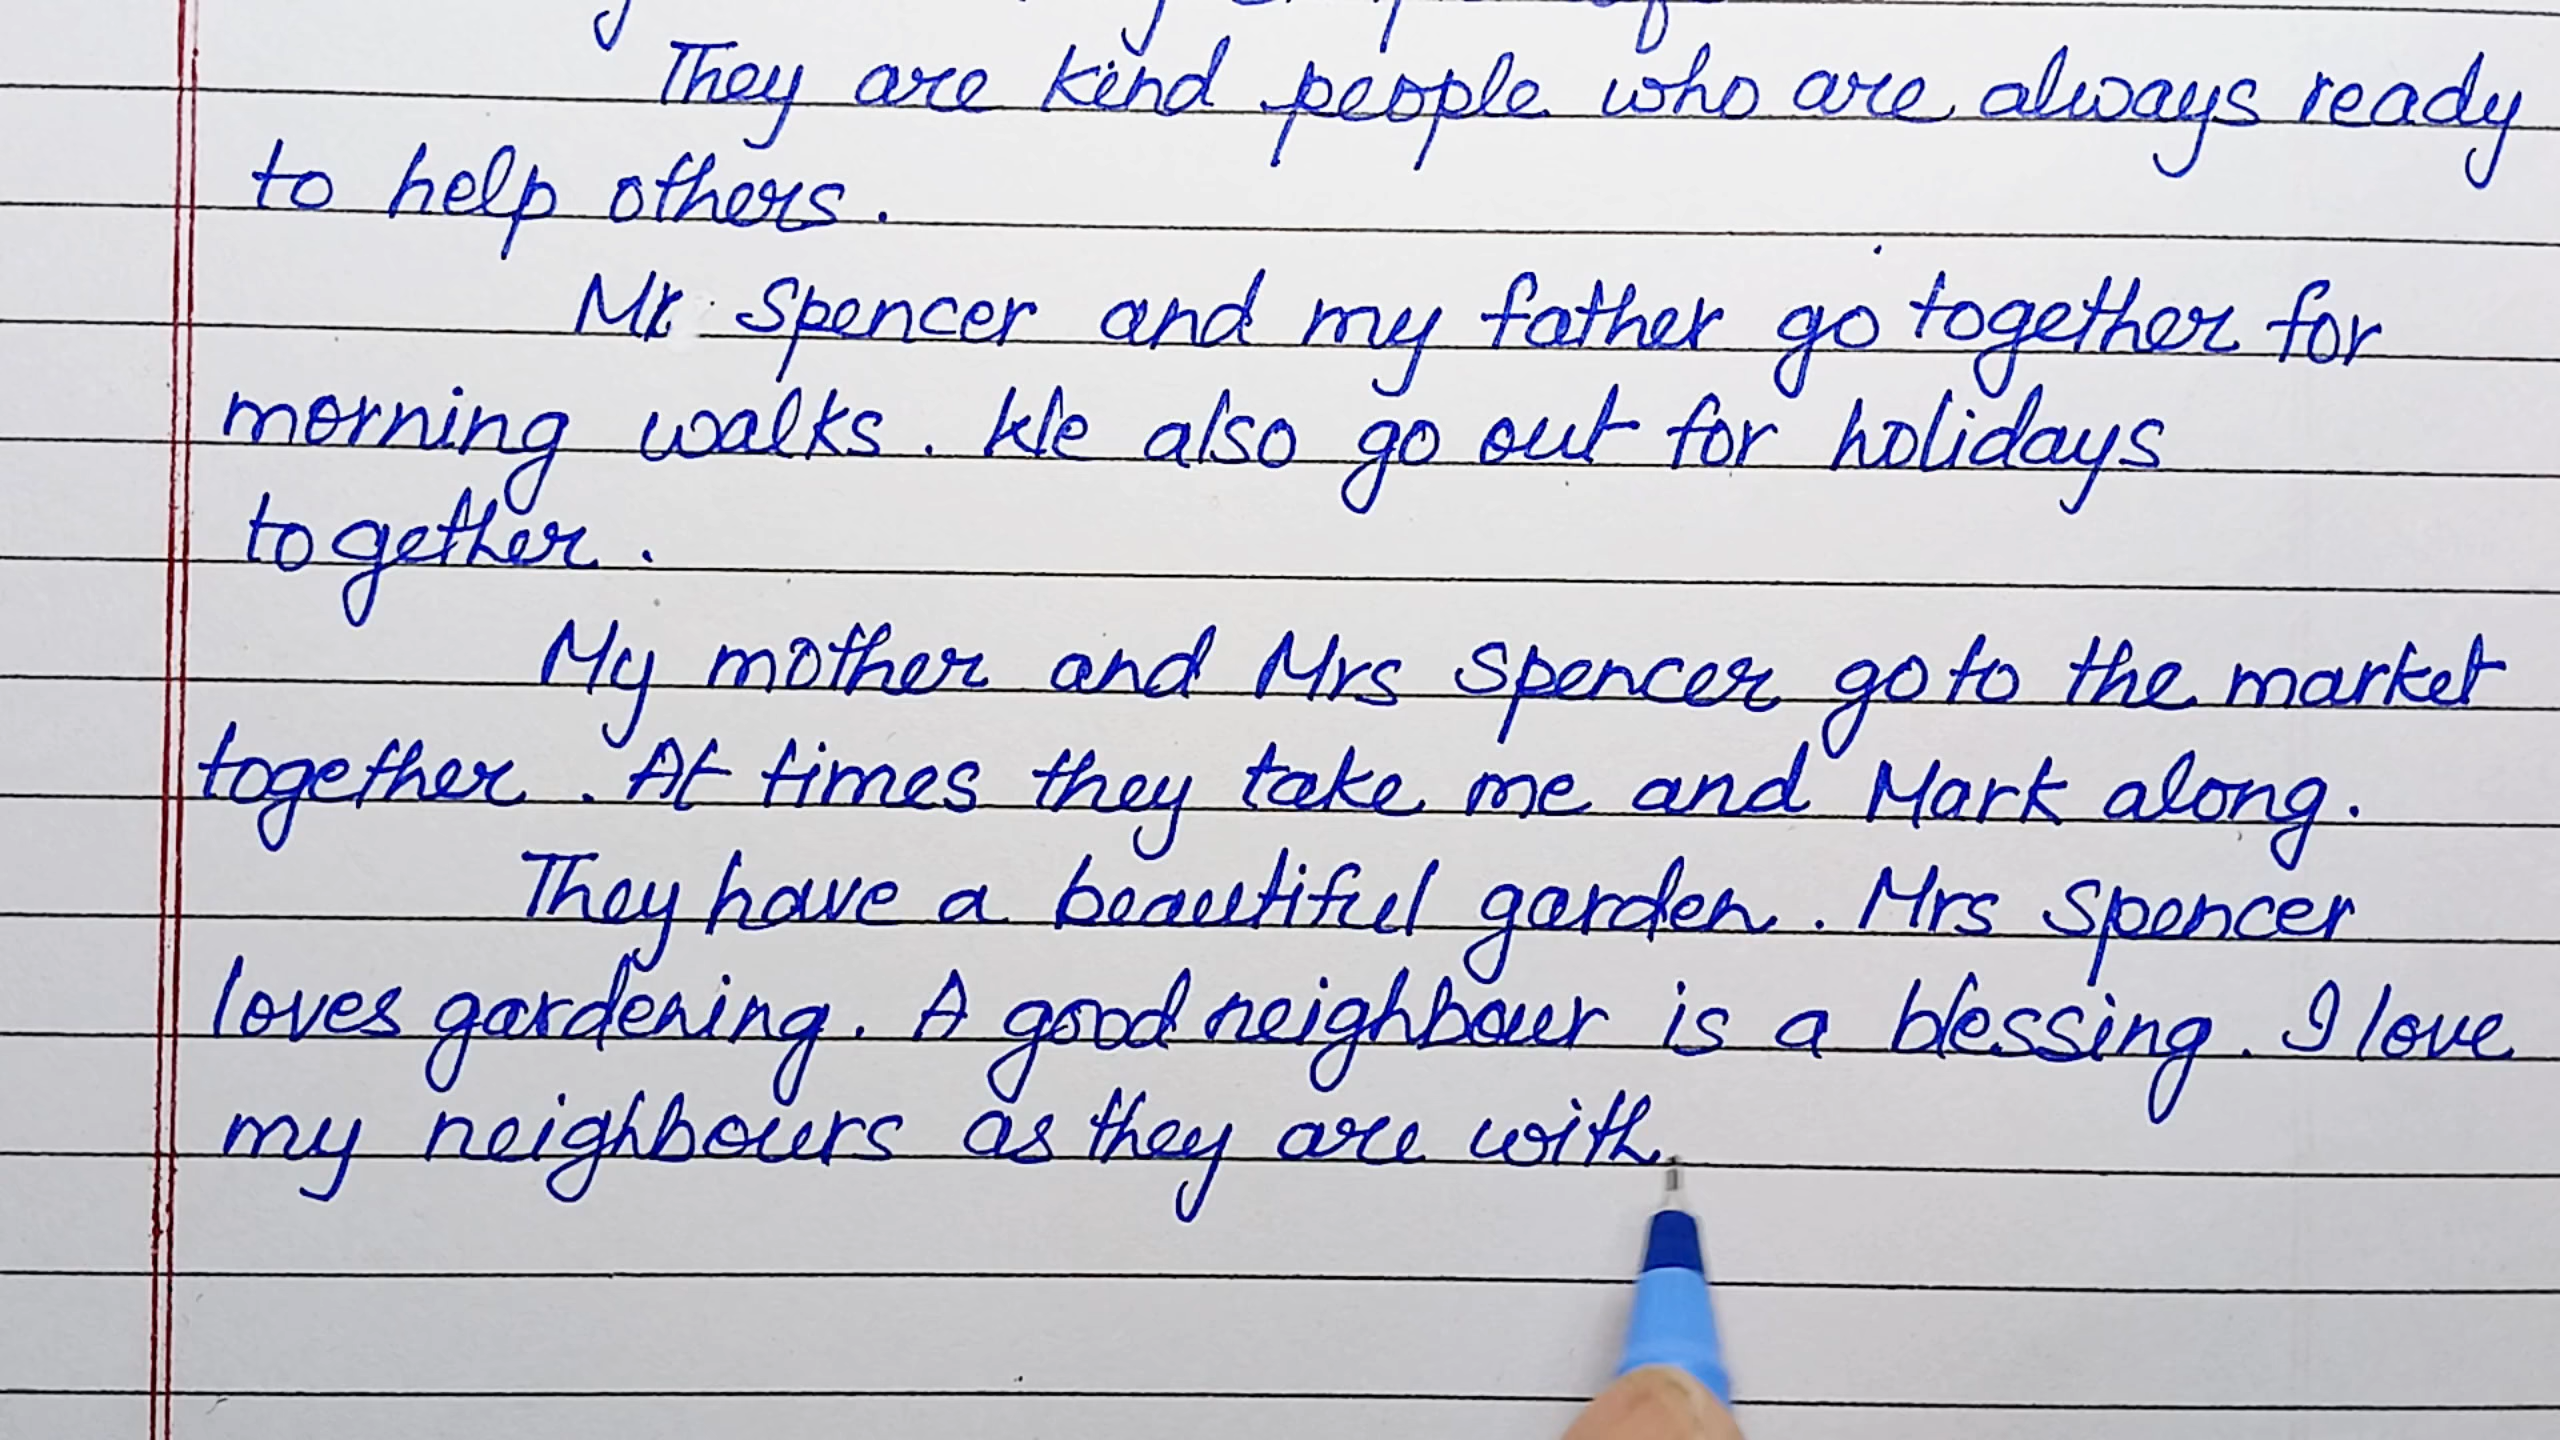 They are kind people who are always ready
to help others.
Mr Spencer and my father go together for
morning walks. We also go out for holidays
together.
My mother and Mrs Spencer go to the market
together. At times they take me and Mark along.
They have a beautiful garden. Mrs Spencer
loves gardening. A good neighbour is a blessing. I love
my neighbours as they are with